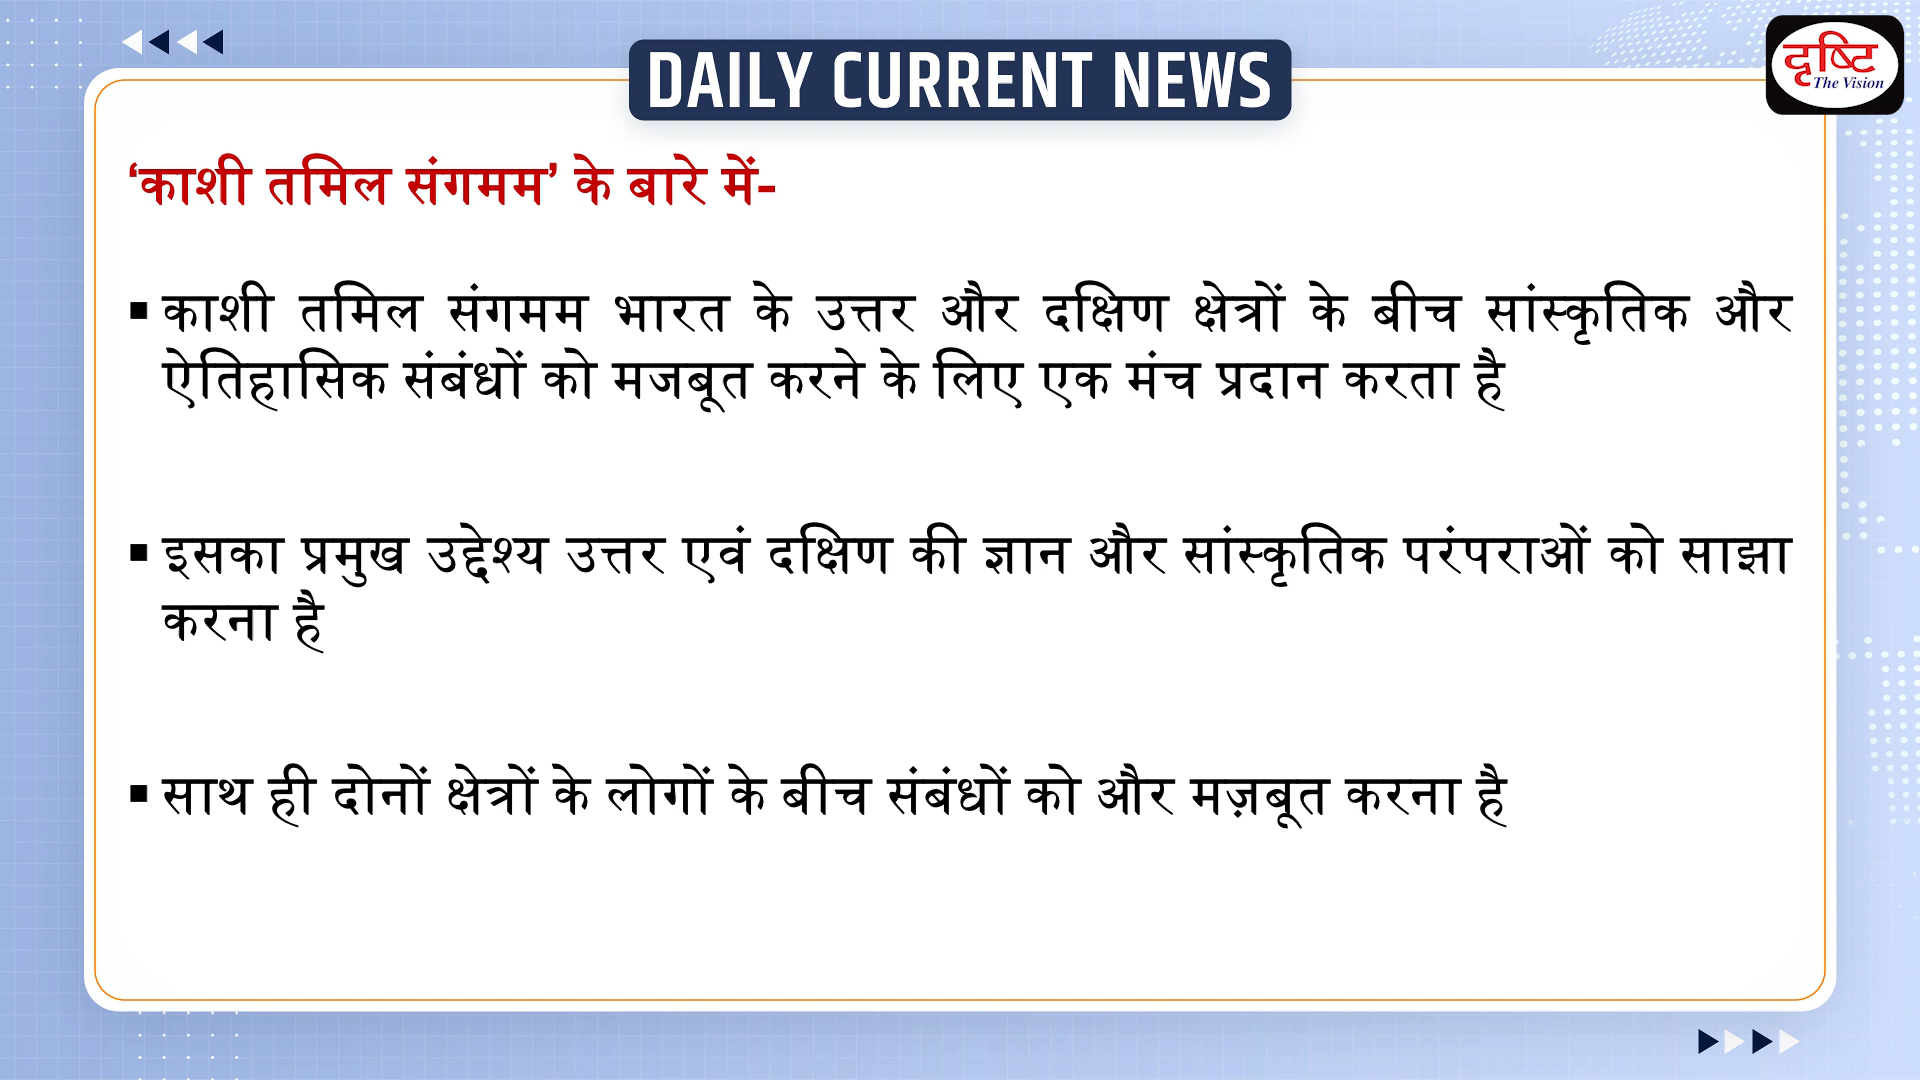 DAILY CURRENT NEWS
दृष्टि
The Vision
‘काशी तमिल संगमम’ के बारे में-
▪ काशी तमिल संगमम भारत के उत्तर और दक्षिण क्षेत्रों के बीच सांस्कृतिक और
ऐतिहासिक संबंधों को मजबूत करने के लिए एक मंच प्रदान करता है
▪ इसका प्रमुख उद्देश्य उत्तर एवं दक्षिण की ज्ञान और सांस्कृतिक परंपराओं को साझा
करना है
▪ साथ ही दोनों क्षेत्रों के लोगों के बीच संबंधों को और मज़बूत करना है